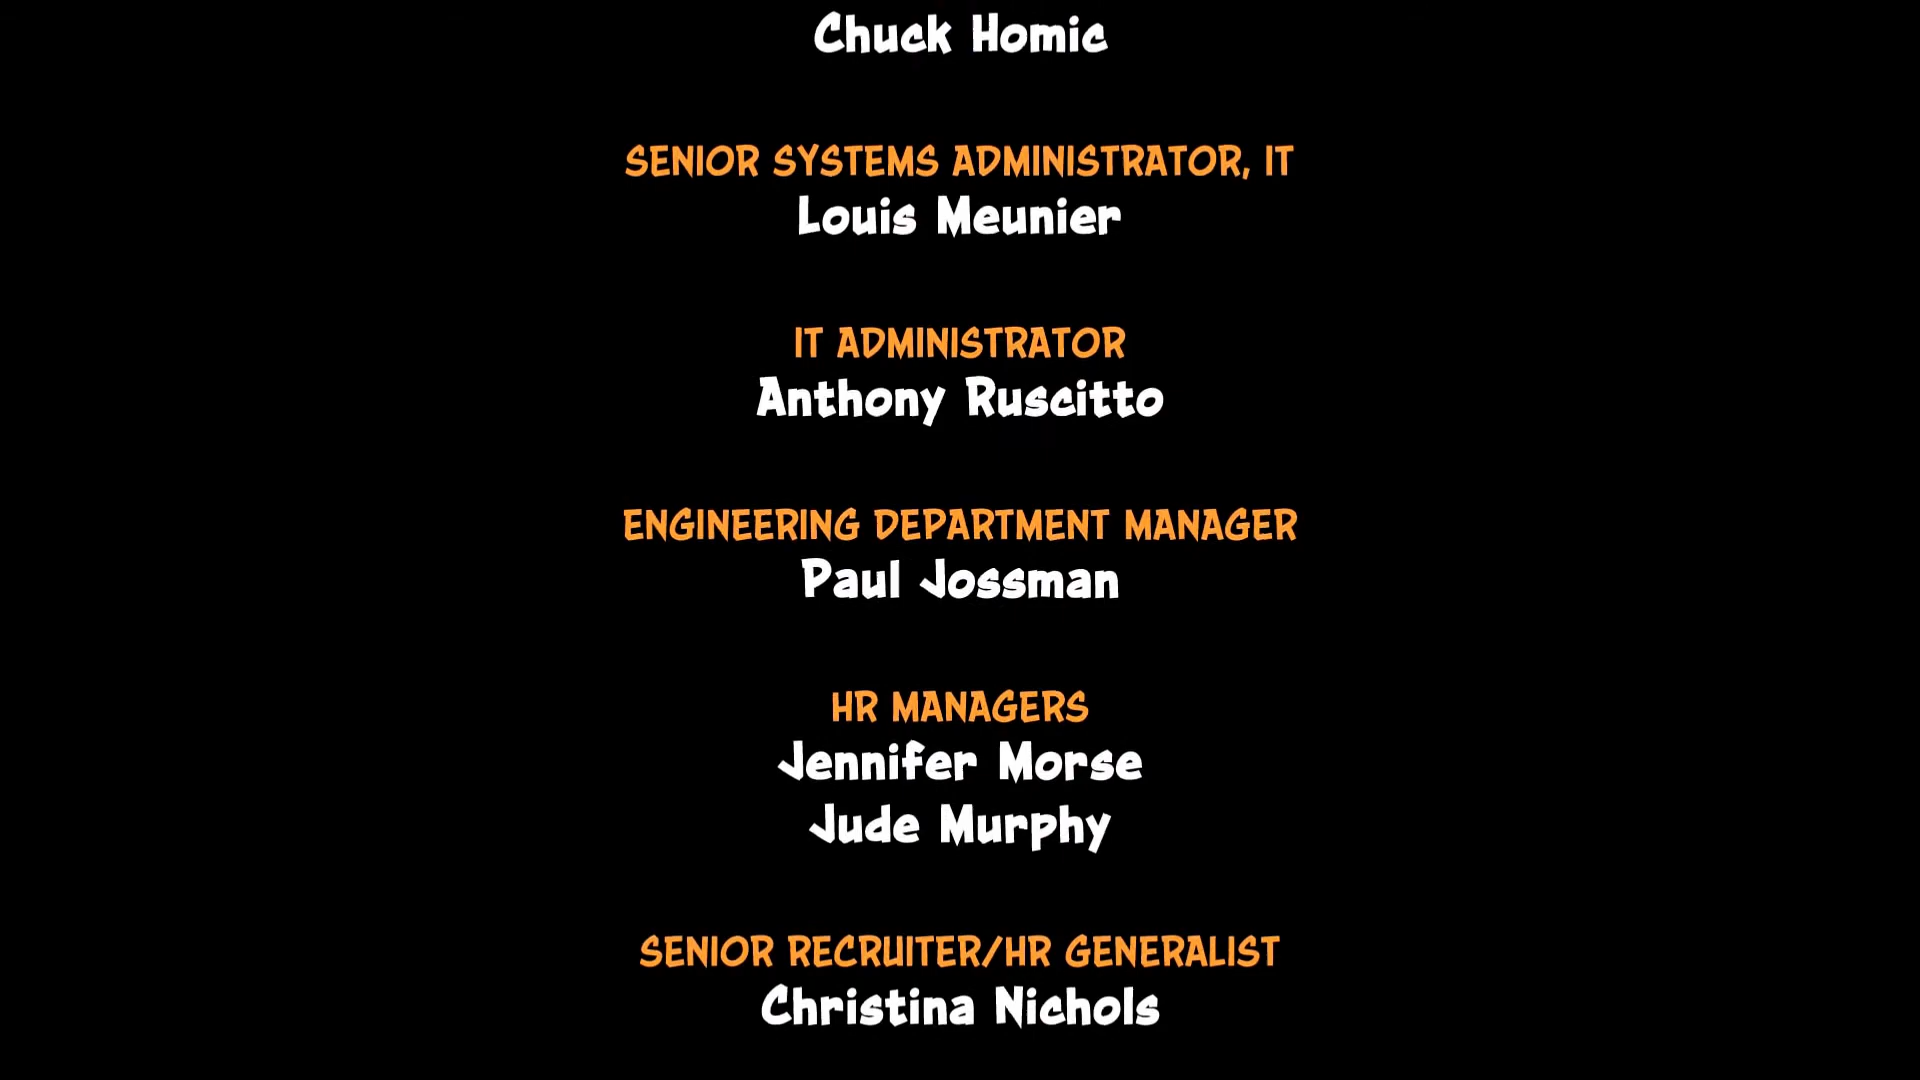 Chuck Homic
SENIOR SYSTEMS ADMINISTRATOR, IT
Louis Meunier
IT ADMINISTRATOR
Anthony Ruscitto
ENGINEERING DEPARTMENT MANAGER
Paul Jossman
HR MANAGERS
Jennifer Morse
Jude Murphy
SENIOR RECRUITER/HR GENERALIST
Christina Nichols